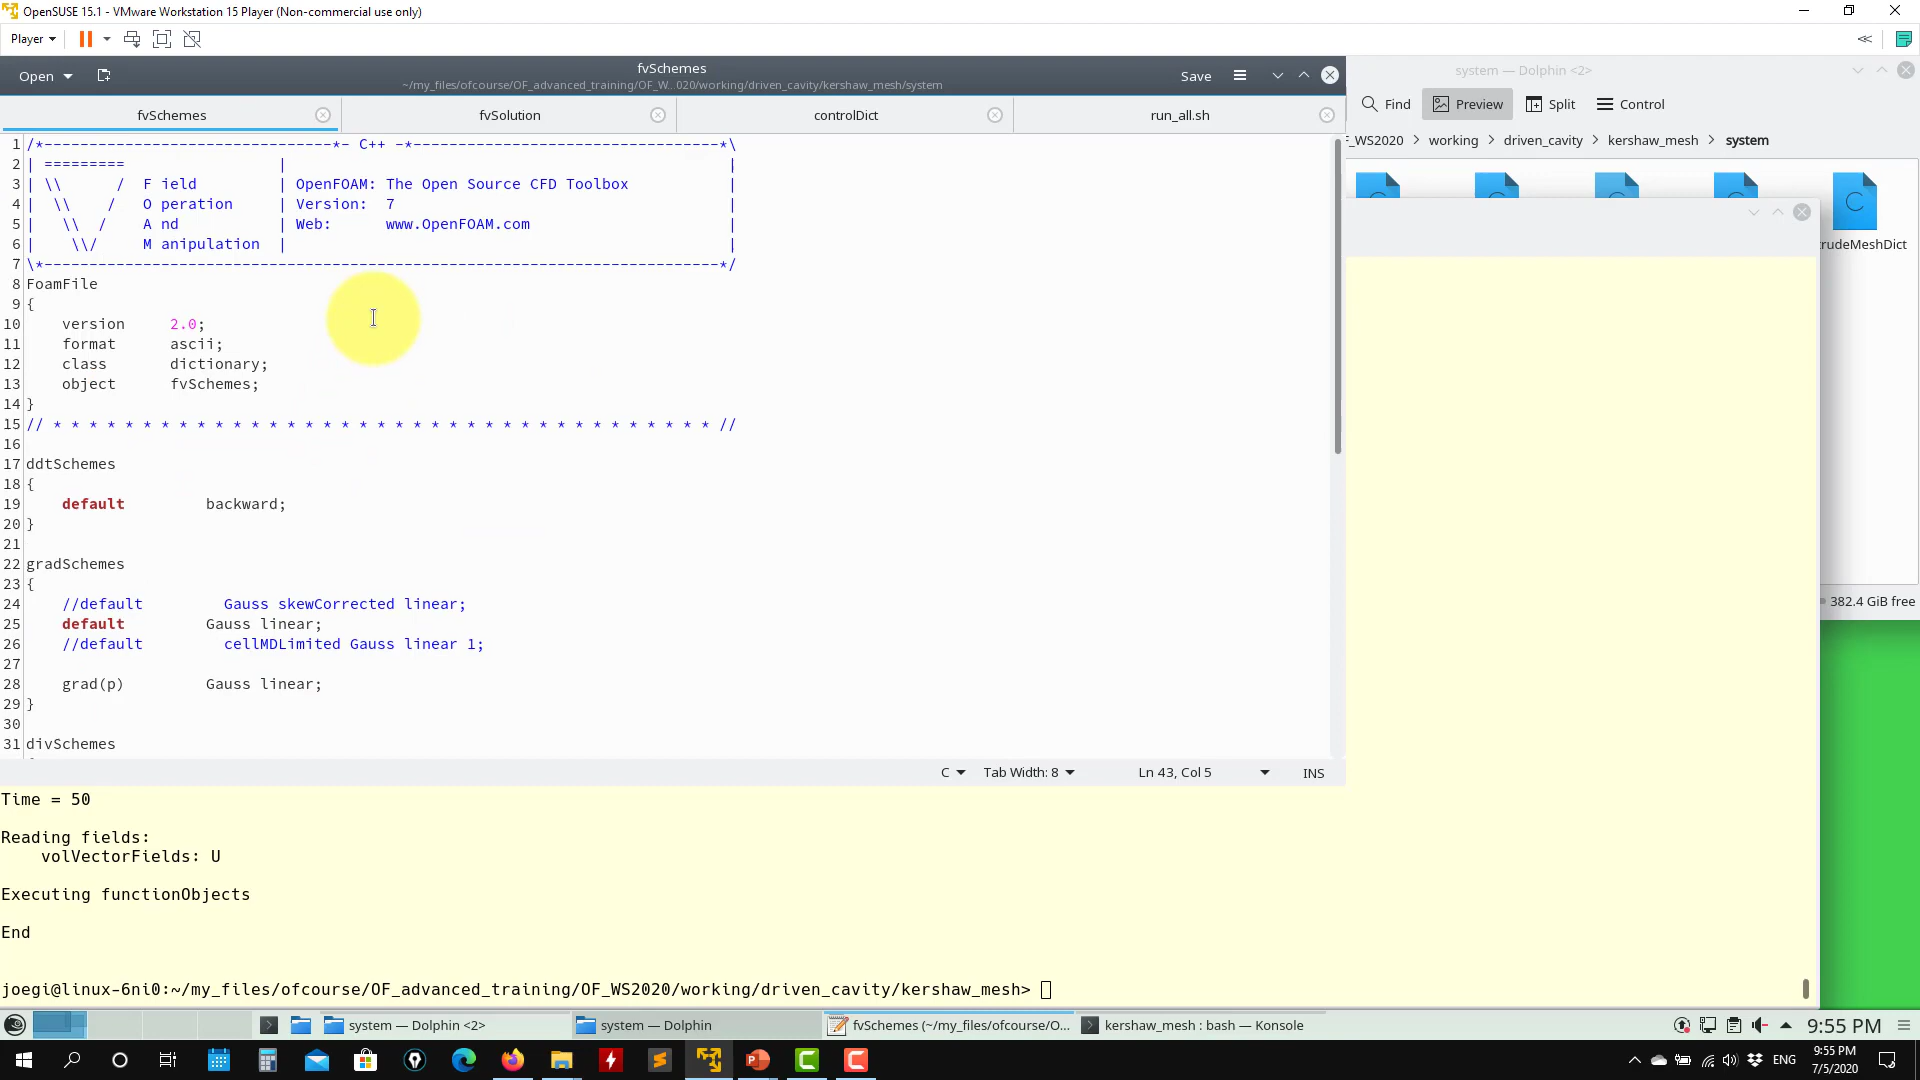 OpenSUSE 15.1 - VMware Workstation 15 Player (Non-commercial use only)
Player
Open
fvSchemes
~/my_files/ofcourse/OF_advanced_training/OF_W...020/working/driven_cavity/kershaw_mesh/system
Save
system — Dolphin <2>
fvSchemes
fvSolution
controlDict
run_all.sh
Find
Preview
Split
Control
F_WS2020 > working > driven_cavity > kershaw_mesh > system
rudeMeshDict
382.4 GiB free
1 /*--------------------------------*- C++ -*----------------------------------*\
2 | =========                 |                                                 |
3 | \\      /  F ield         | OpenFOAM: The Open Source CFD Toolbox           |
4 |  \\    /   O peration     | Version:  7                                     |
5 |   \\  /    A nd           | Web:      www.OpenFOAM.com                      |
6 |    \\/     M anipulation  |                                                 |
7 \*---------------------------------------------------------------------------*/
8 FoamFile
9 {
10     version     2.0;
11     format      ascii;
12     class       dictionary;
13     object      fvSchemes;
14 }
15 // * * * * * * * * * * * * * * * * * * * * * * * * * * * * * * * * * * * * * //
16
17 ddtSchemes
18 {
19     default         backward;
20 }
21
22 gradSchemes
23 {
24     //default         Gauss skewCorrected linear;
25     default         Gauss linear;
26     //default         cellMDLimited Gauss linear 1;
27
28     grad(p)         Gauss linear;
29 }
30
31 divSchemes
C
Tab Width: 8
Ln 43, Col 5
INS
Time = 50
Reading fields:
    volVectorFields: U
Executing functionObjects
End
joegi@linux-6ni0:~/my_files/ofcourse/OF_advanced_training/OF_WS2020/working/driven_cavity/kershaw_mesh>
system — Dolphin <2>
system — Dolphin
fvSchemes (~/my_files/ofcourse/O...
kershaw_mesh : bash — Konsole
9:55 PM
ENG
9:55 PM
7/5/2020